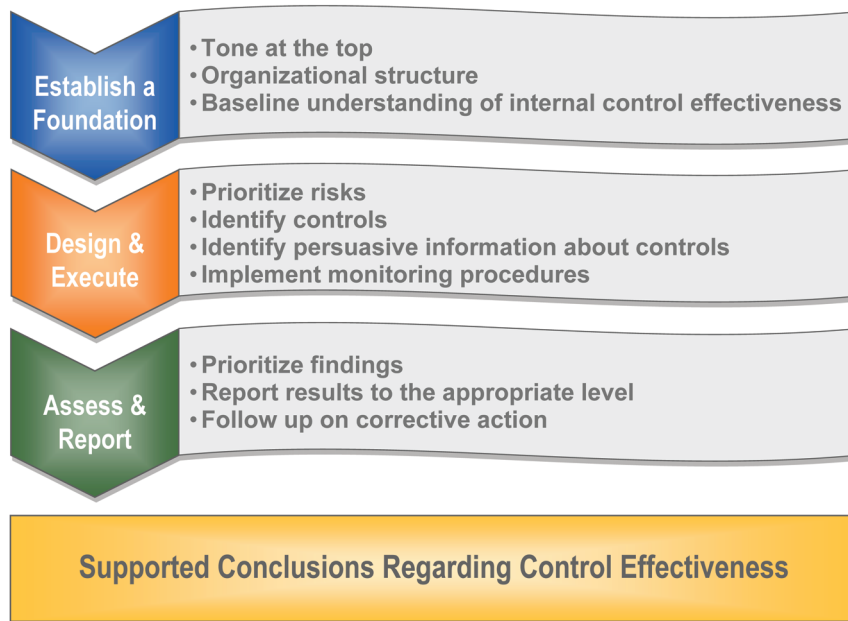 Establish a
Foundation
• Tone at the top
• Organizational structure
• Baseline understanding of internal control effectiveness
Design &
Execute
• Prioritize risks
• Identify controls
• Identify persuasive information about controls
• Implement monitoring procedures
Assess &
Report
• Prioritize findings
• Report results to the appropriate level
• Follow up on corrective action
Supported Conclusions Regarding Control Effectiveness